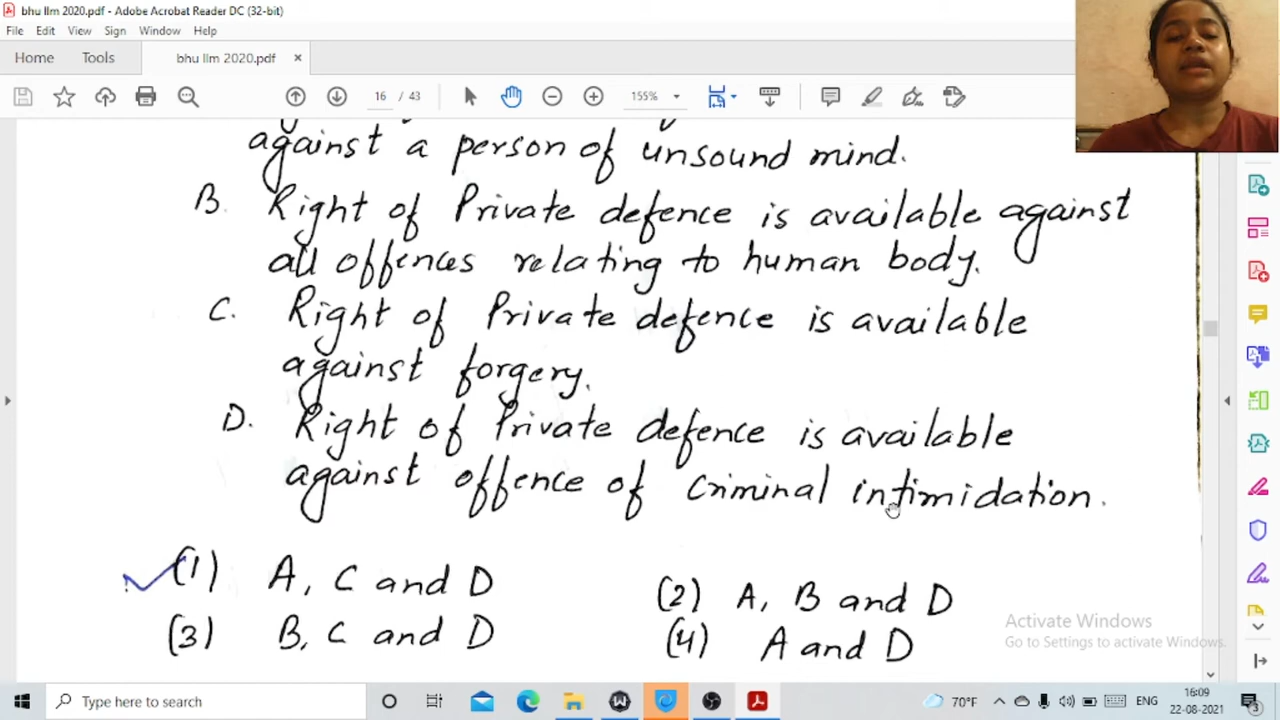 bhu llm 2020.pdf - Adobe Acrobat Reader DC (32-bit)
File Edit View Sign Window Help
Home Tools bhu llm 2020.pdf ×
16 / 43 155%
against a person of unsound mind.
B. Right of Private defence is available against
all offences relating to human body.
C. Right of Private defence is available
against forgery.
D. Right of Private defence is available
against offence of Criminal intimidation.
(1) A, C and D
(2) A, B and D
(3) B, C and D
(4) A and D
Activate Windows
Go to Settings to activate Windows.
Type here to search
70°F ENG 16:09
22-08-2021 3